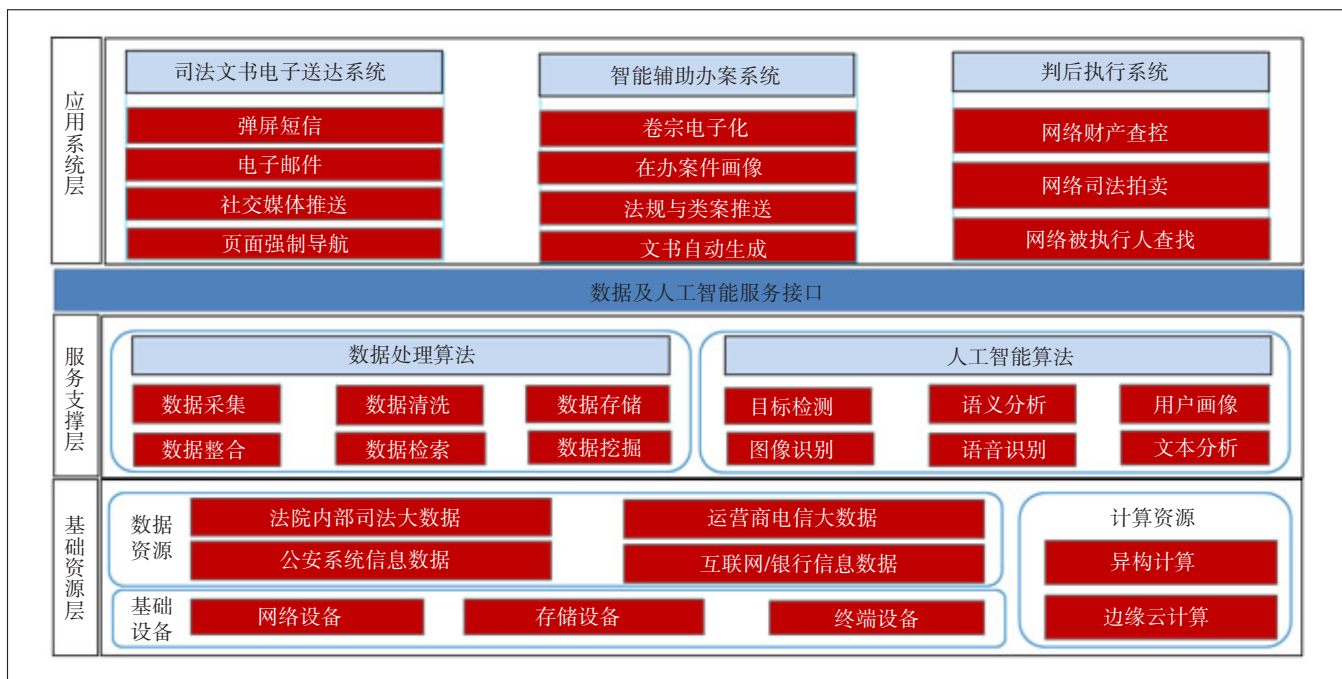 应用系统层
司法文书电子送达系统
弹屏短信
电子邮件
社交媒体推送
页面强制导航
智能辅助办案系统
卷宗电子化
在办案件画像
法规与类案推送
文书自动生成
判后执行系统
网络财产查控
网络司法拍卖
网络被执行人查找
数据及人工智能服务接口
服务支撑层
数据处理算法
数据采集
数据清洗
数据存储
数据整合
数据检索
数据挖掘
人工智能算法
目标检测
语义分析
用户画像
图像识别
语音识别
文本分析
基础资源层
数据
资源
法院内部司法大数据
运营商电信大数据
公安系统信息数据
互联网/银行信息数据
基础
设备
网络设备
存储设备
终端设备
计算资源
异构计算
边缘云计算